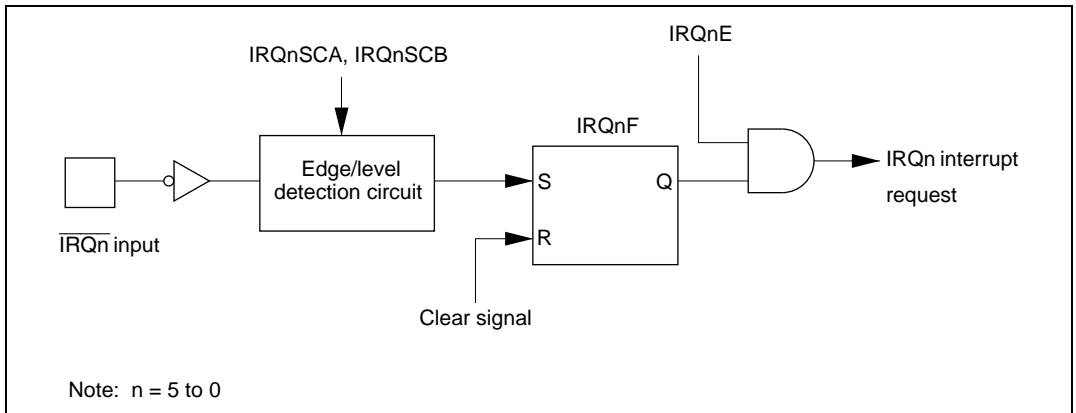 IRQnE
IRQnSCA, IRQnSCB
IRQnF
Edge/level
detection circuit
S
Q
R
IRQn interrupt
request
IRQn input
Clear signal
Note: n = 5 to 0